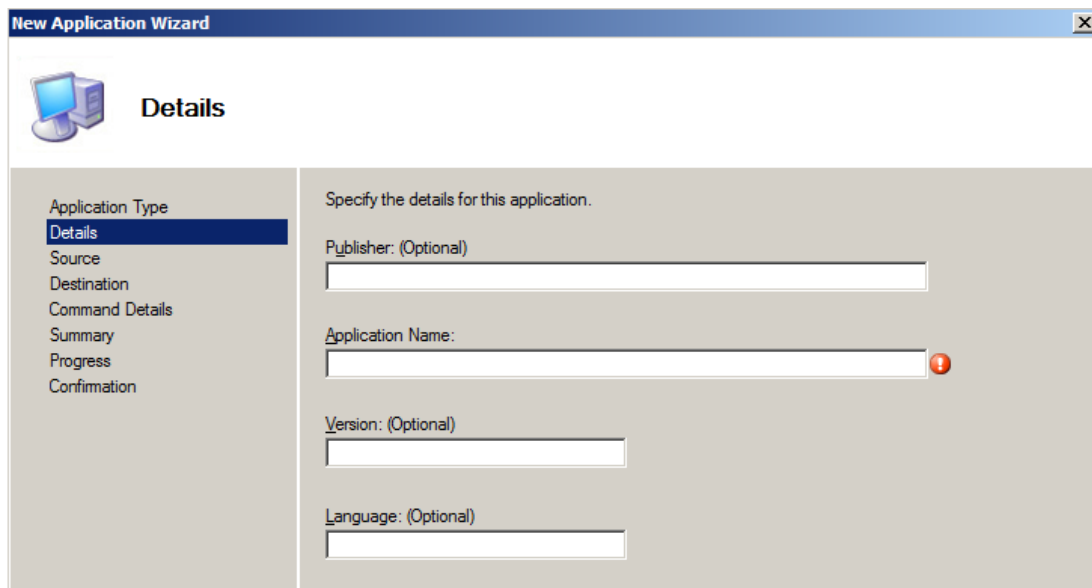 New Application Wizard
Details
Application Type
Details
Source
Destination
Command Details
Summary
Progress
Confirmation
Specify the details for this application.
Publisher: (Optional)
Application Name:
Version: (Optional)
Language: (Optional)